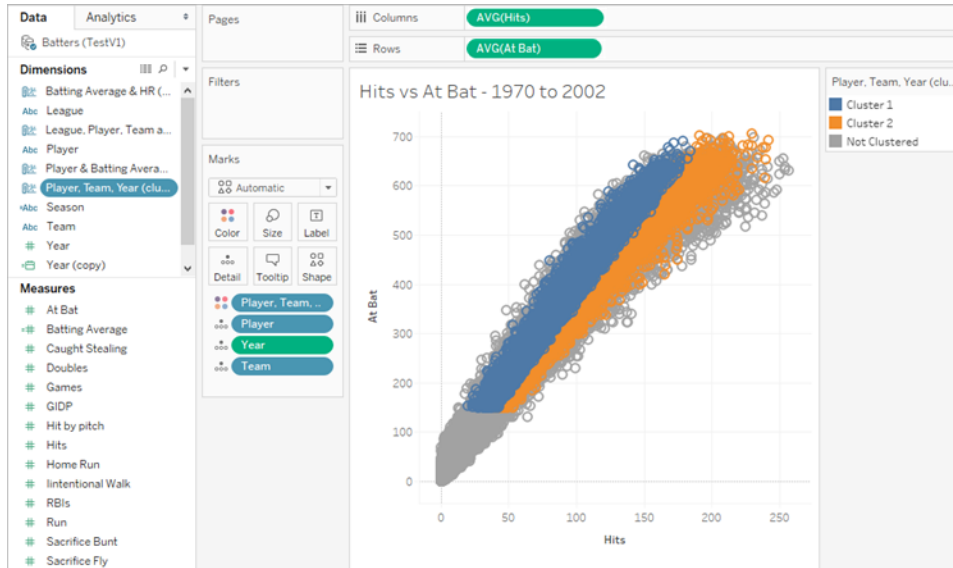 Data
Analytics
Batters (TestV1)
Dimensions
Batting Average & HR (...
Abc League
League, Player, Team a...
Abc Player
Player & Batting Avera...
Player, Team, Year (clu...
Abc Season
Abc Team
# Year
Year (copy)
Measures
# At Bat
# Batting Average
# Caught Stealing
# Doubles
# Games
# GIDP
# Hit by pitch
# Hits
# Home Run
# Iintentional Walk
# RBIs
# Run
# Sacrifice Bunt
# Sacrifice Fly
Pages
Filters
Marks
Automatic
Color Size Label
Detail Tooltip Shape
Player, Team, ..
Player
Year
Team
Columns AVG(Hits)
Rows AVG(At Bat)
Hits vs At Bat - 1970 to 2002
At Bat
700
600
500
400
300
200
100
0
0 50 100 150 200 250
Hits
Player, Team, Year (clu..
Cluster 1
Cluster 2
Not Clustered